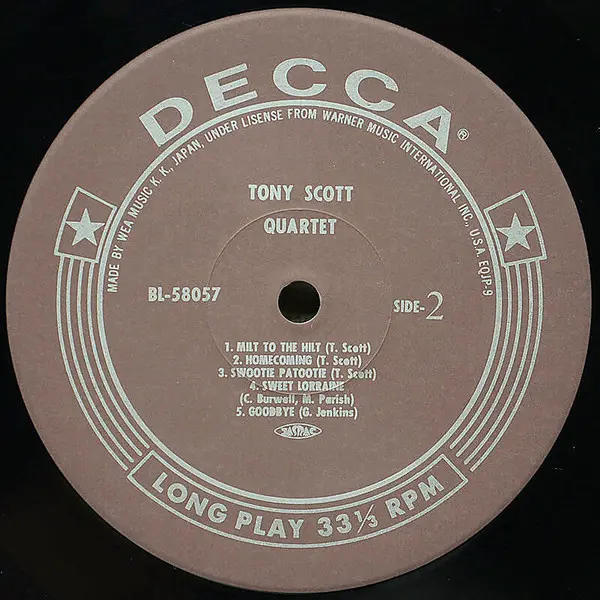 DECCA®
MADE BY WEA MUSIC K. K., JAPAN, UNDER LISENSE FROM WARNER MUSIC INTERNATIONAL INC., U.S.A. EQJP-9
TONY SCOTT
QUARTET
BL-58057
SIDE-2
1. MILT TO THE HILT (T. Scott)
2. HOMECOMING (T. Scott)
3. SWOOTIE PATOOTIE (T. Scott)
4. SWEET LORRAINE
(C. Burwell, M. Parish)
5. GOODBYE (G. Jenkins)
JASRAC
LONG PLAY 33 1/3 RPM